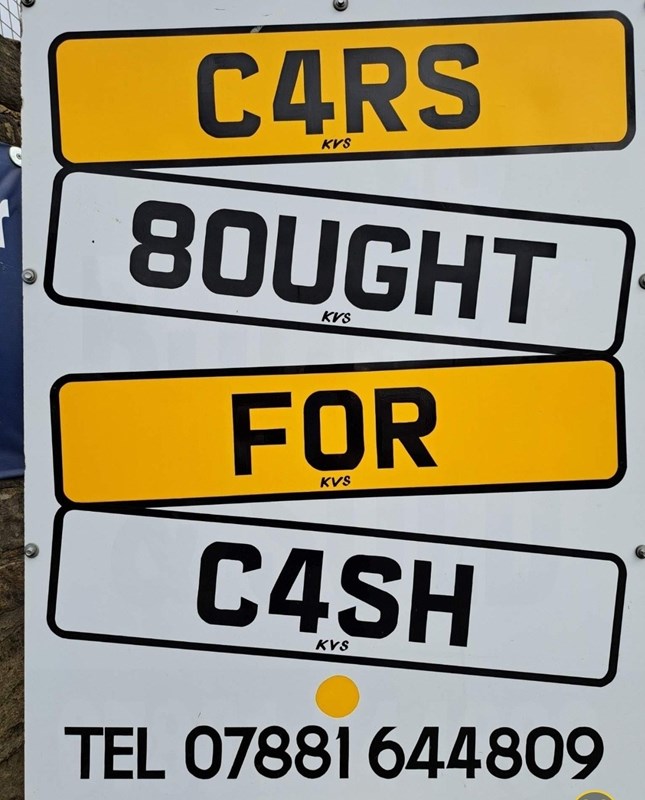 C4RS
KVS
8OUGHT
KVS
FOR
KVS
C4SH
KVS
TEL 07881 644809
r